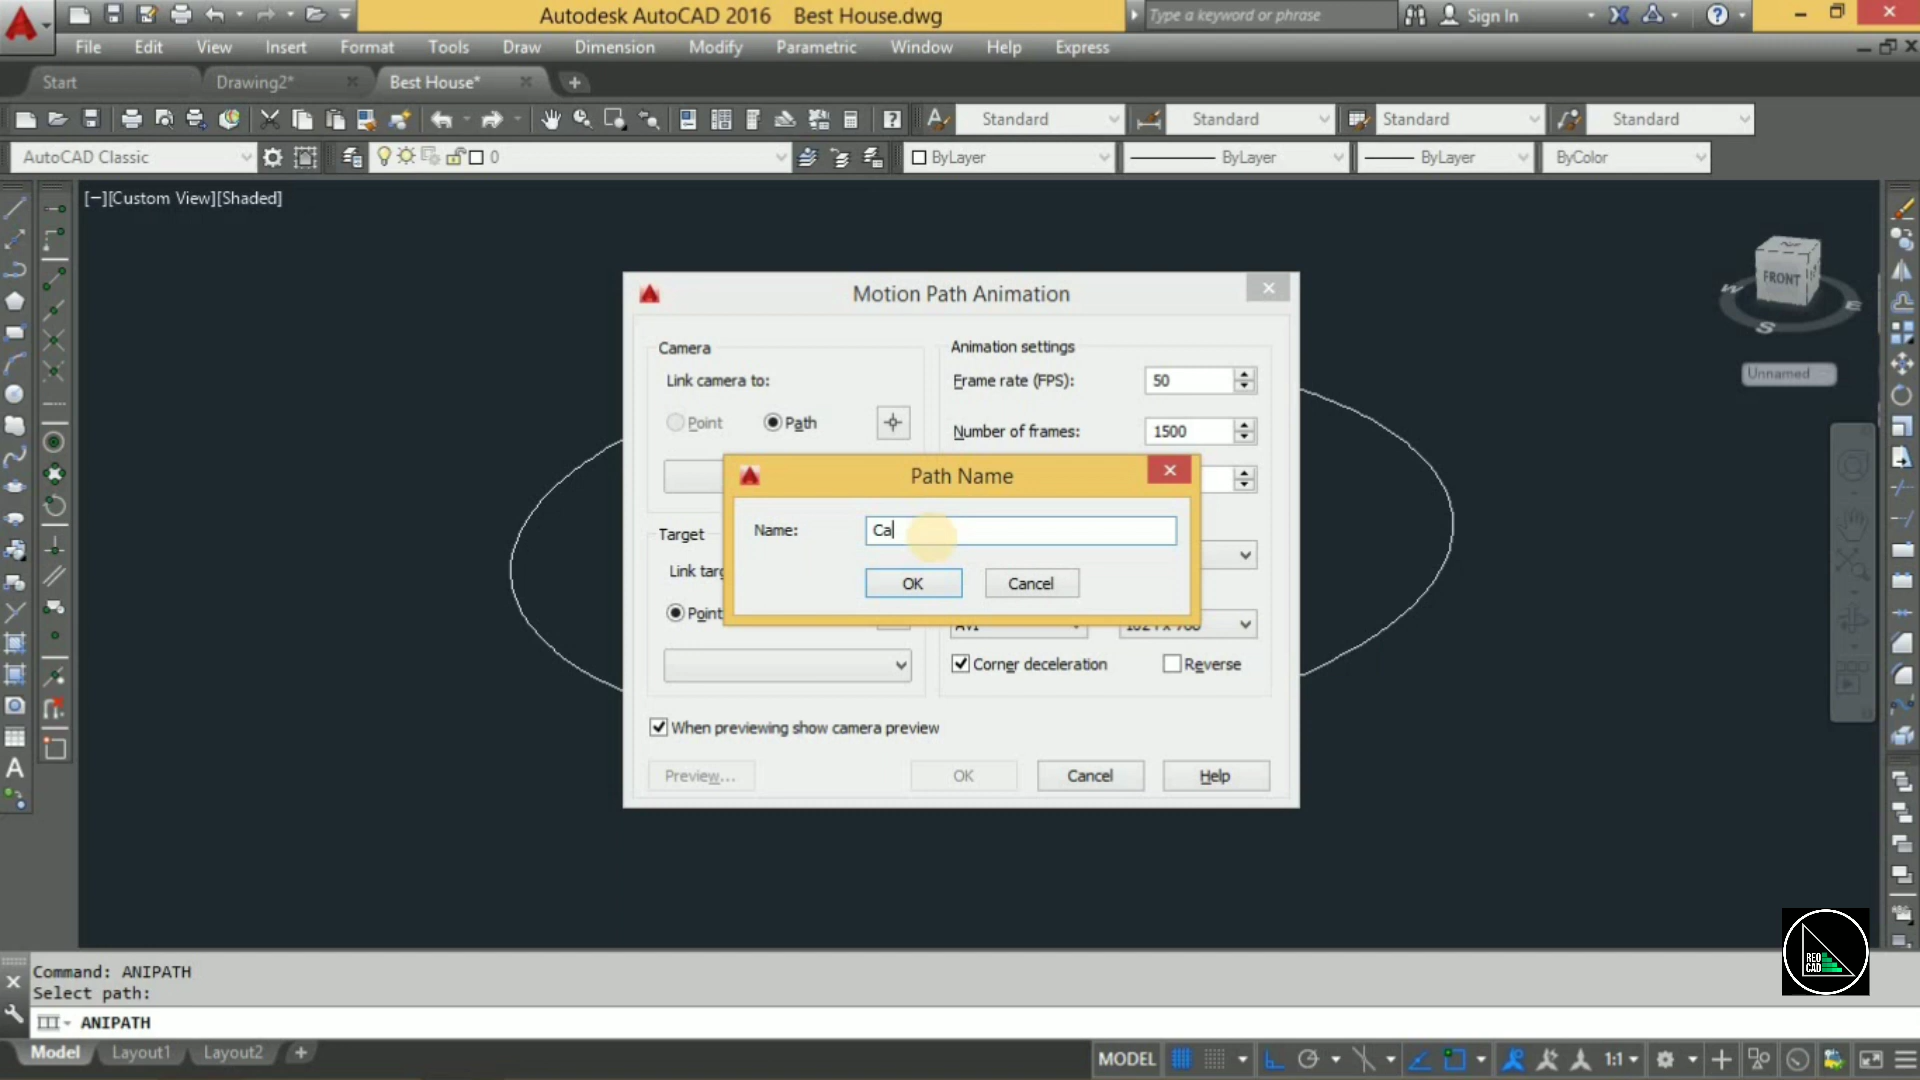 Autodesk AutoCAD 2016 Best House.dwg
Type a keyword or phrase
Sign In
File Edit View Insert Format Tools Draw Dimension Modify Parametric Window Help Express
Start Drawing2* Best House*
Standard Standard Standard Standard
AutoCAD Classic 0 ByLayer ByLayer ByLayer ByColor
[−][Custom View][Shaded]
FRONT
W S E
Unnamed
Motion Path Animation
Camera
Link camera to:
Point Path
Animation settings
Frame rate (FPS): 50
Number of frames: 1500
Path Name
Name: Ca
OK Cancel
Target
Point
AVI
Corner deceleration Reverse
When previewing show camera preview
Preview... OK Cancel Help
REO
CAD
Command: ANIPATH
Select path:
ANIPATH
Model Layout1 Layout2
MODEL 1:1